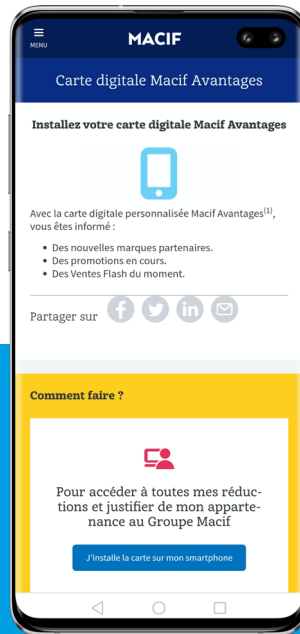 MENU
MACIF
Carte digitale Macif Avantages
Installez votre carte digitale Macif Avantages
Avec la carte digitale personnalisée Macif Avantages(1),
vous êtes informé :
• Des nouvelles marques partenaires.
• Des promotions en cours.
• Des Ventes Flash du moment.
Partager sur
Comment faire ?
Pour accéder à toutes mes réduc-
tions et justifier de mon apparte-
nance au Groupe Macif
J'installe la carte sur mon smartphone